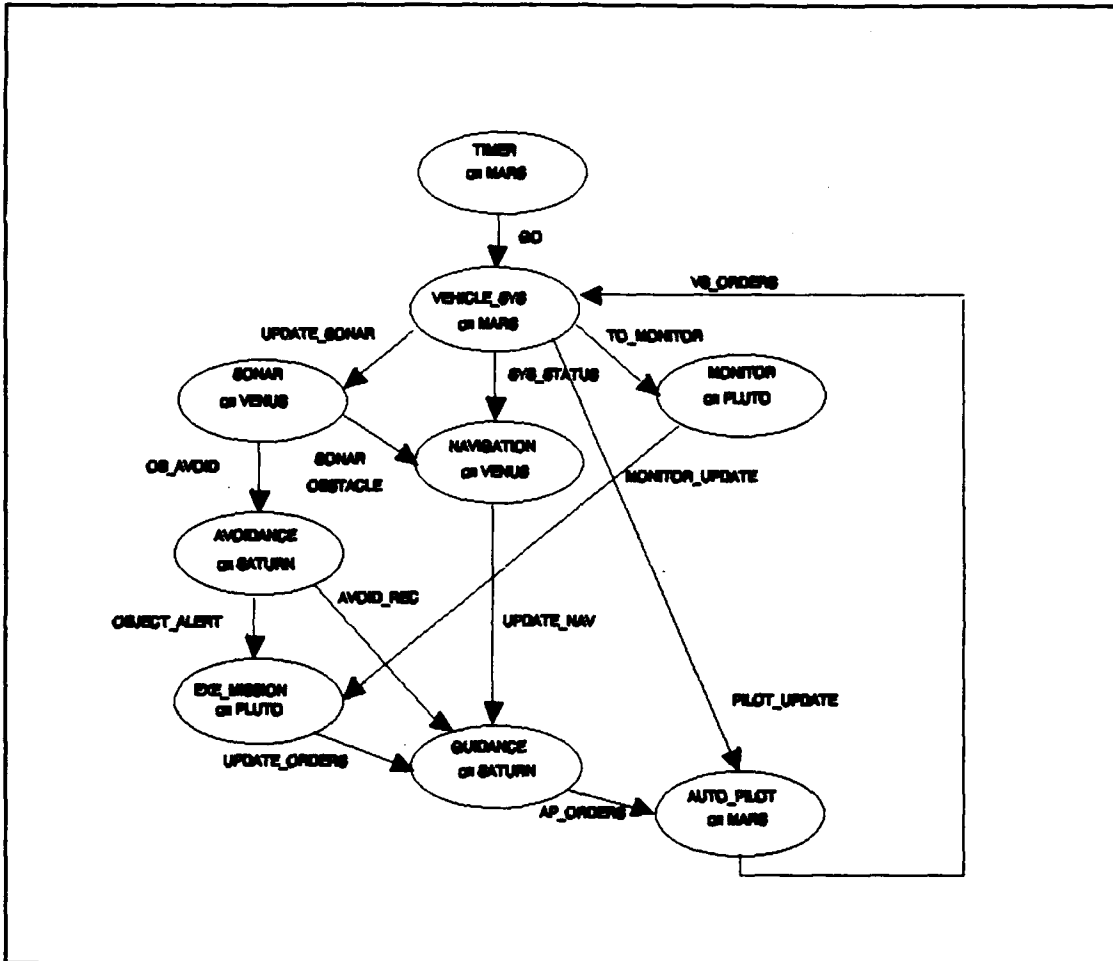 TIMER
on MARS
GO
VEHICLE_SYS
on MARS
VS_ORDERS
UPDATE_SONAR
TO_MONITOR
SYS_STATUS
SONAR
on VENUS
MONITOR
on PLUTO
NAVIGATION
on VENUS
OB_AVOID
SONAR
OBSTACLE
MONITOR_UPDATE
AVOIDANCE
on SATURN
AVOID_REC
OBJECT_ALERT
UPDATE_NAV
EXE_MISSION
on PLUTO
PILOT_UPDATE
UPDATE_ORDERS
GUIDANCE
on SATURN
AP_ORDERS
AUTO_PILOT
on MARS